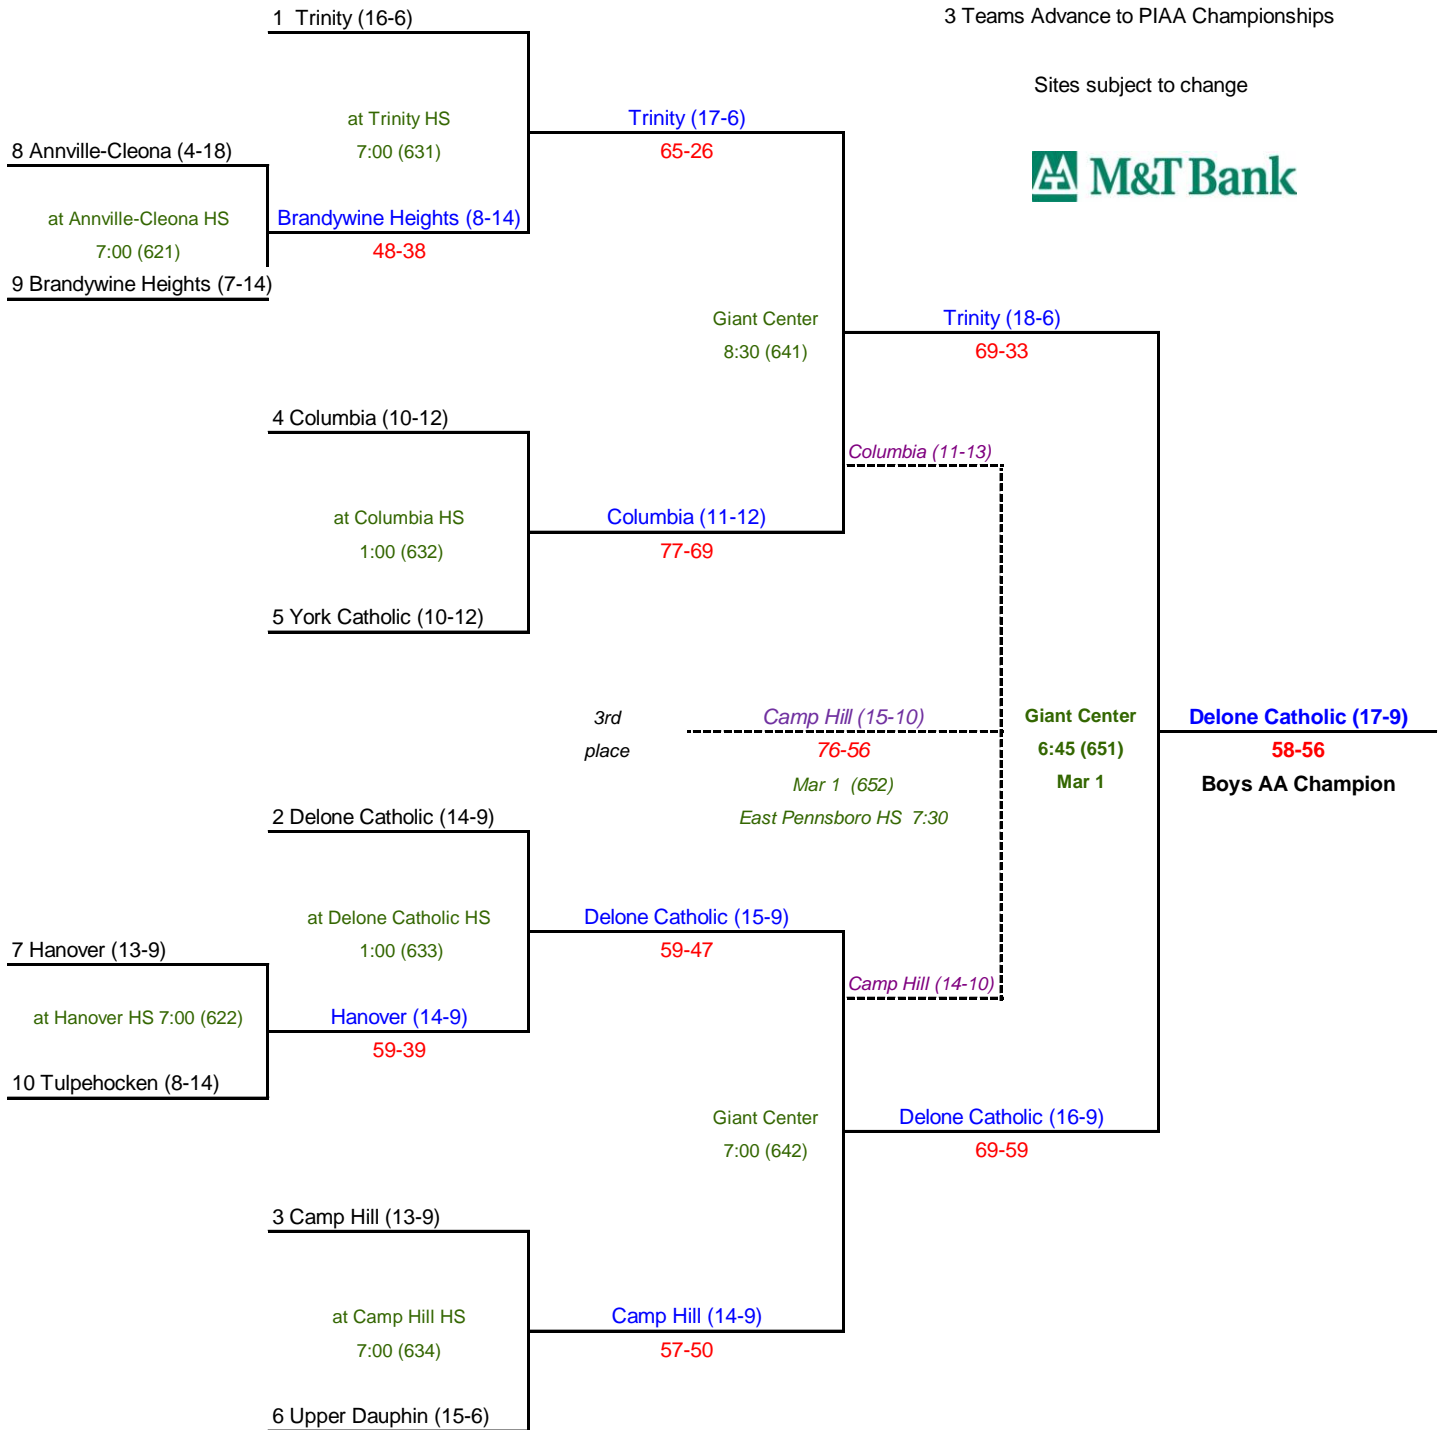 1 Trinity (16-6)
3 Teams Advance to PIAA Championships
Sites subject to change
M&T Bank
at Trinity HS
7:00 (631)
Trinity (17-6)
65-26
8 Annville-Cleona (4-18)
at Annville-Cleona HS
7:00 (621)
Brandywine Heights (8-14)
48-38
9 Brandywine Heights (7-14)
Giant Center
8:30 (641)
Trinity (18-6)
69-33
4 Columbia (10-12)
Columbia (11-13)
at Columbia HS
1:00 (632)
Columbia (11-12)
77-69
5 York Catholic (10-12)
3rd
place
Camp Hill (15-10)
76-56
Mar 1 (652)
East Pennsboro HS 7:30
Giant Center
6:45 (651)
Mar 1
Delone Catholic (17-9)
58-56
Boys AA Champion
2 Delone Catholic (14-9)
at Delone Catholic HS
1:00 (633)
Delone Catholic (15-9)
59-47
7 Hanover (13-9)
Camp Hill (14-10)
at Hanover HS 7:00 (622)
Hanover (14-9)
59-39
10 Tulpehocken (8-14)
Giant Center
7:00 (642)
Delone Catholic (16-9)
69-59
3 Camp Hill (13-9)
at Camp Hill HS
7:00 (634)
Camp Hill (14-9)
57-50
6 Upper Dauphin (15-6)